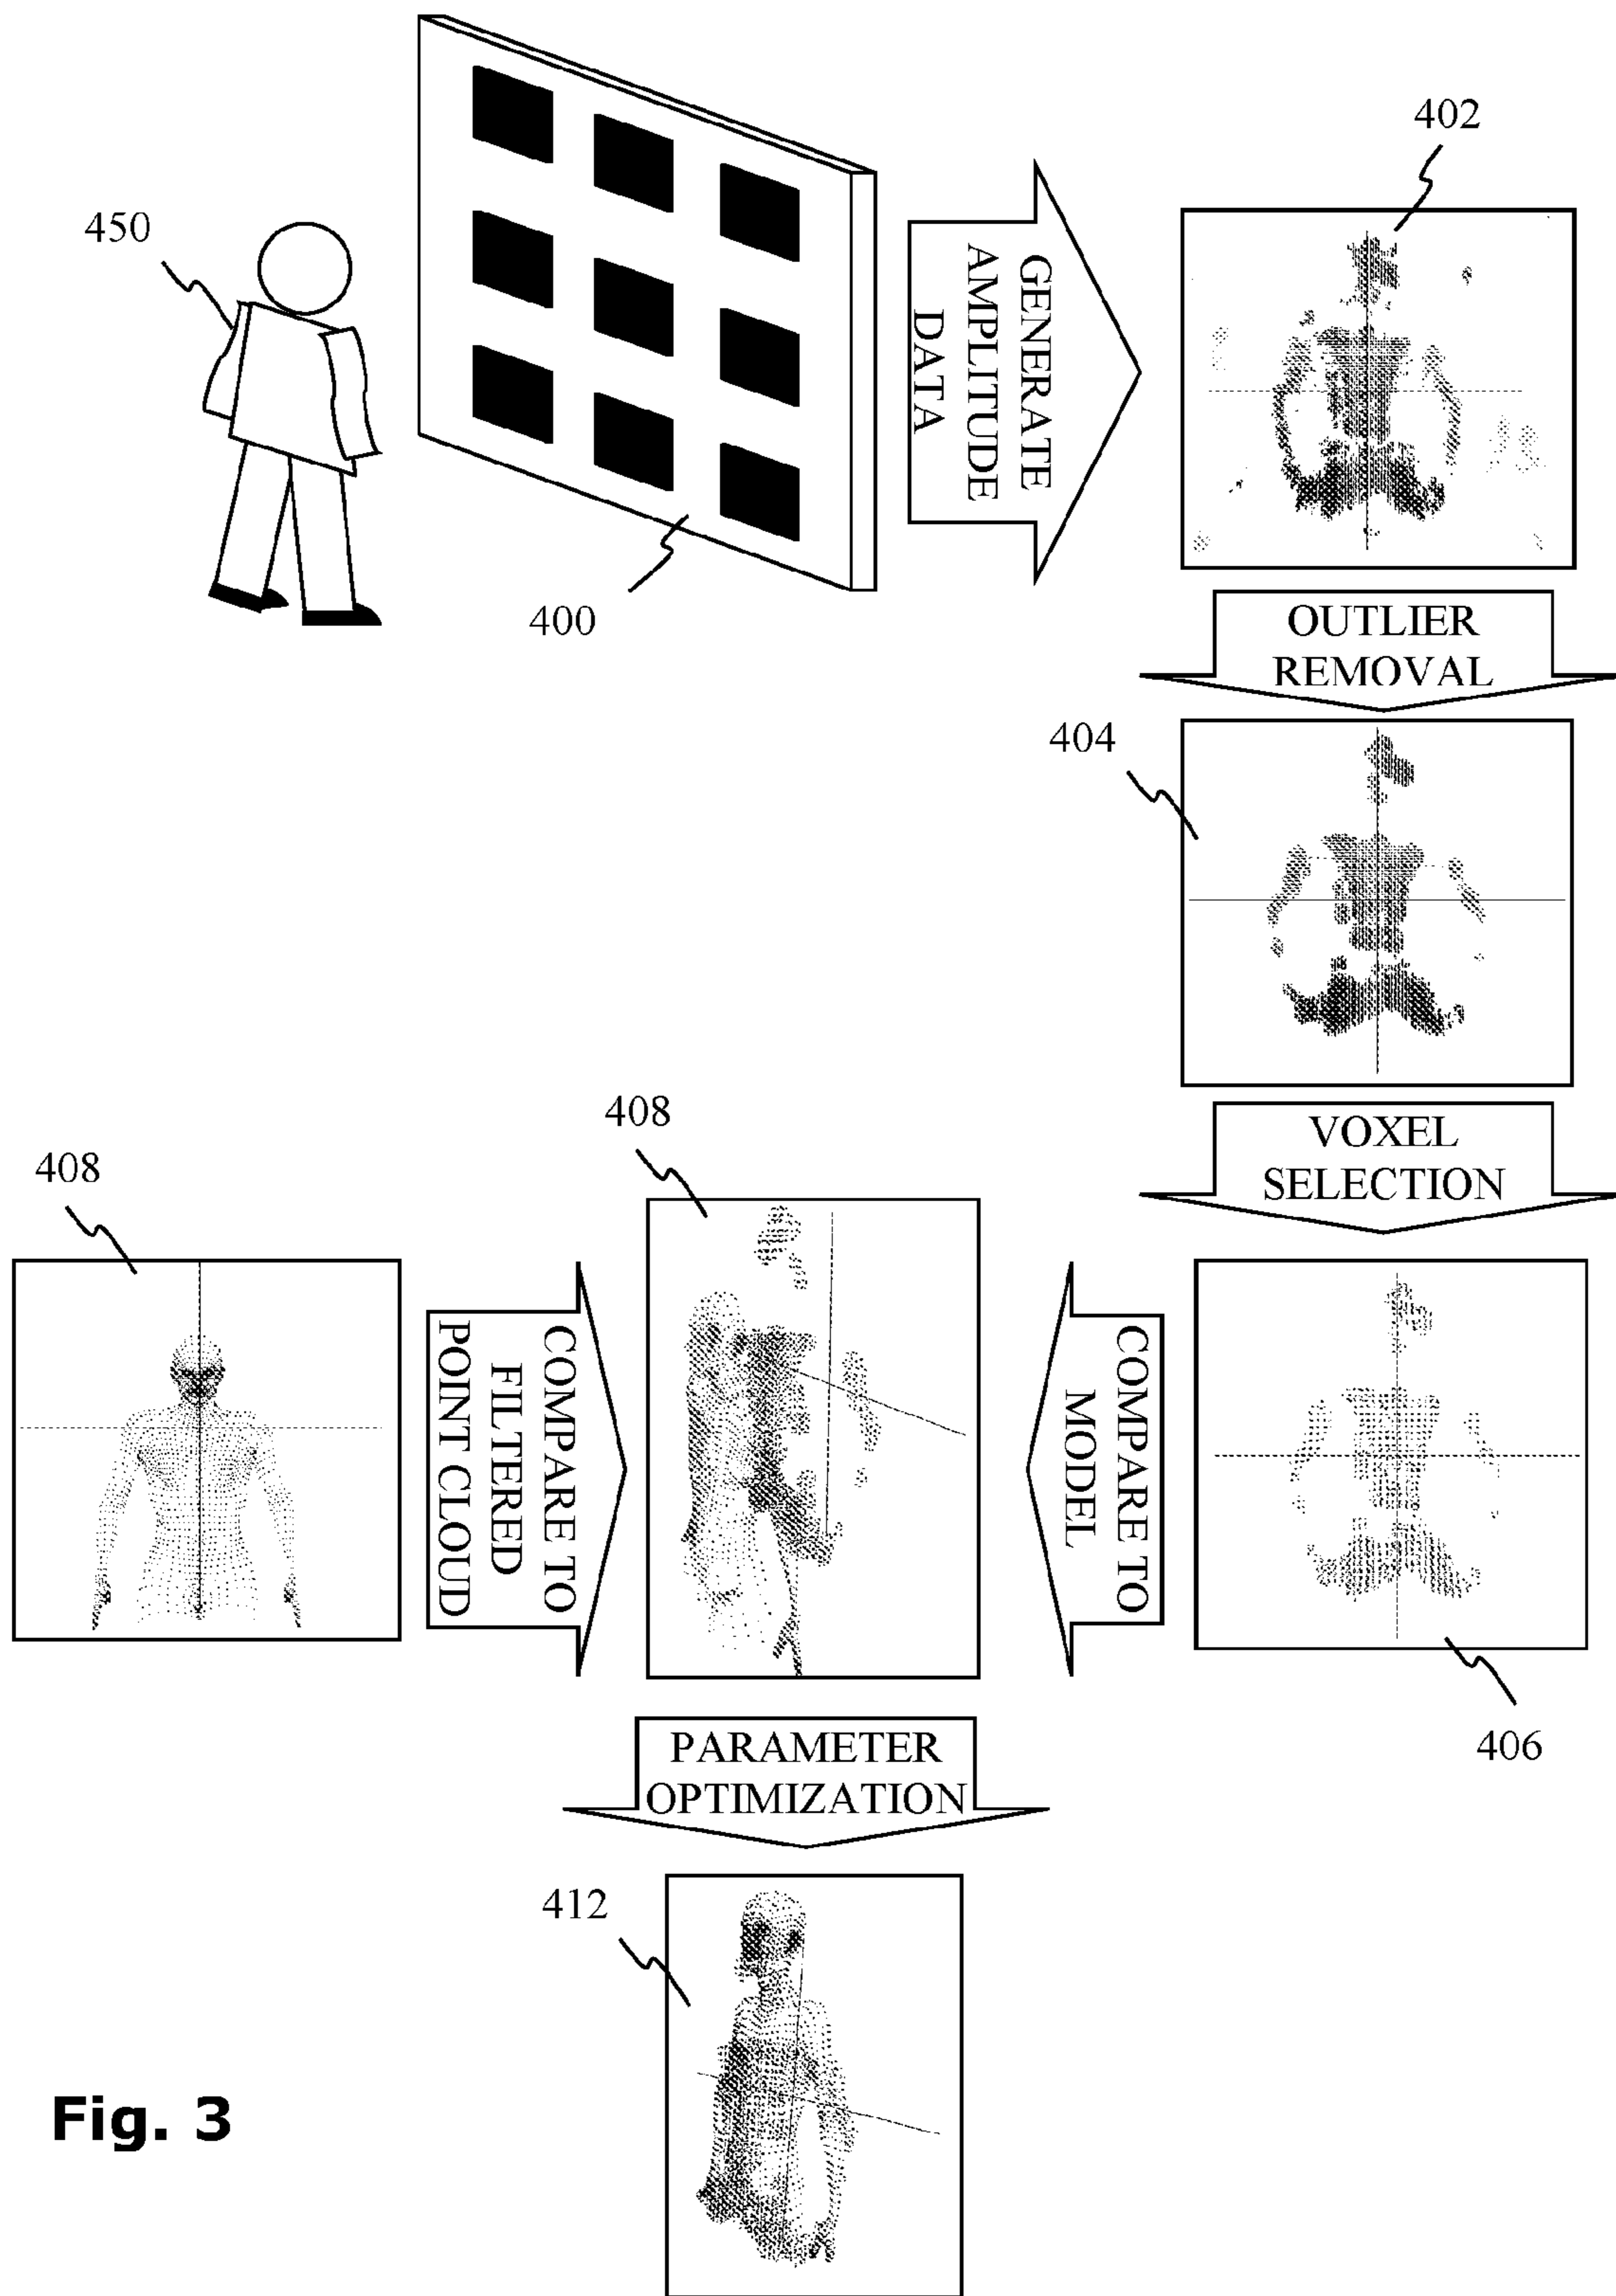 402
450
GENERATE
AMPLITUDE
DATA
400
OUTLIER
REMOVAL
404
VOXEL
SELECTION
408
408
COMPARE TO
FILTERED
POINT CLOUD
COMPARE TO
MODEL
406
PARAMETER
OPTIMIZATION
412
Fig. 3